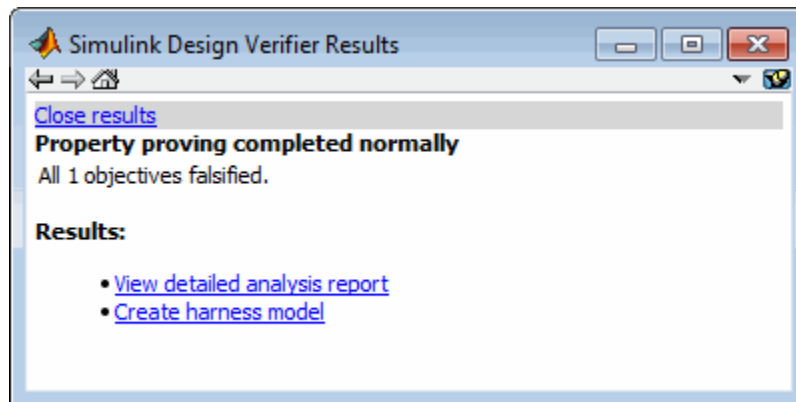 Simulink Design Verifier Results
Close results
Property proving completed normally
All 1 objectives falsified.
Results:
• View detailed analysis report
• Create harness model